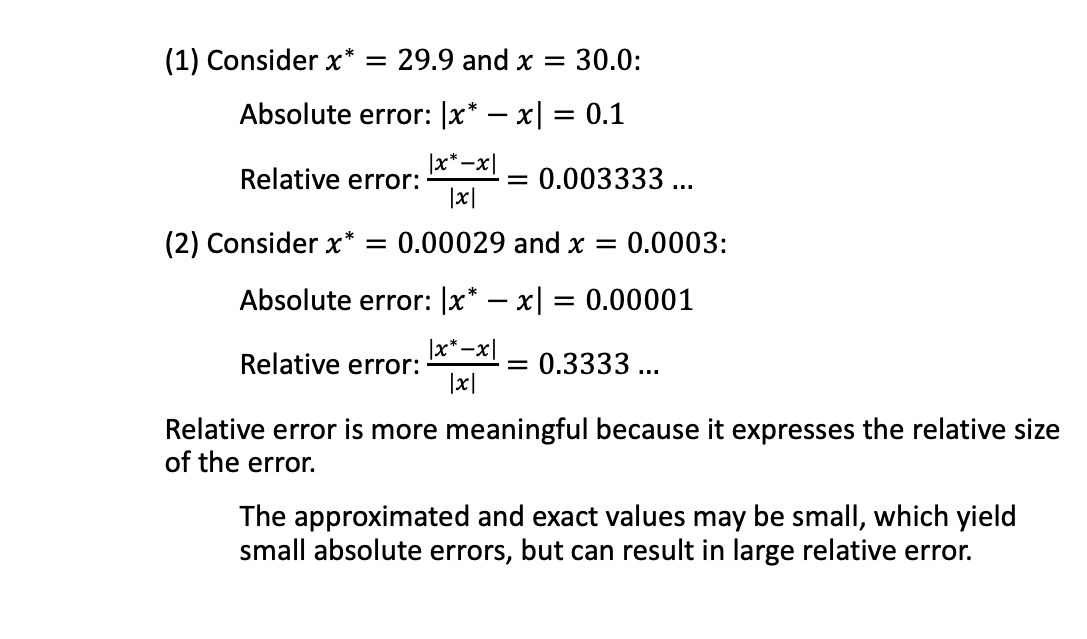 (1) Consider x* = 29.9 and x = 30.0:
Absolute error: |x* − x| = 0.1
Relative error: |x*−x| / |x| = 0.003333 ...
(2) Consider x* = 0.00029 and x = 0.0003:
Absolute error: |x* − x| = 0.00001
Relative error: |x*−x| / |x| = 0.3333 ...
Relative error is more meaningful because it expresses the relative size
of the error.
The approximated and exact values may be small, which yield
small absolute errors, but can result in large relative error.